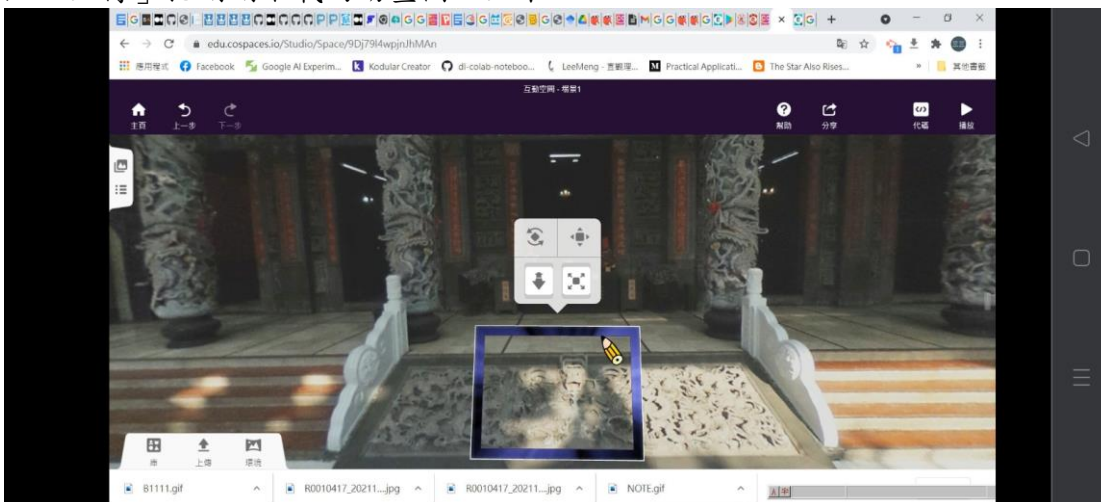 edu.cospaces.io/Studio/Space/9Dj79l4wpjnJhMAn
應用程式 Facebook Google AI Experim... Kodular Creator dl-colab-noteboo... LeeMeng - 直觀理... Practical Applicati... The Star Also Rises... » 其他書籤
互動空間 - 場景1
主頁 上一步 下一步 幫助 分享 代碼 播放
庫 上傳 環境
B1111.gif R0010417_20211....jpg R0010417_20211....jpg NOTE.gif